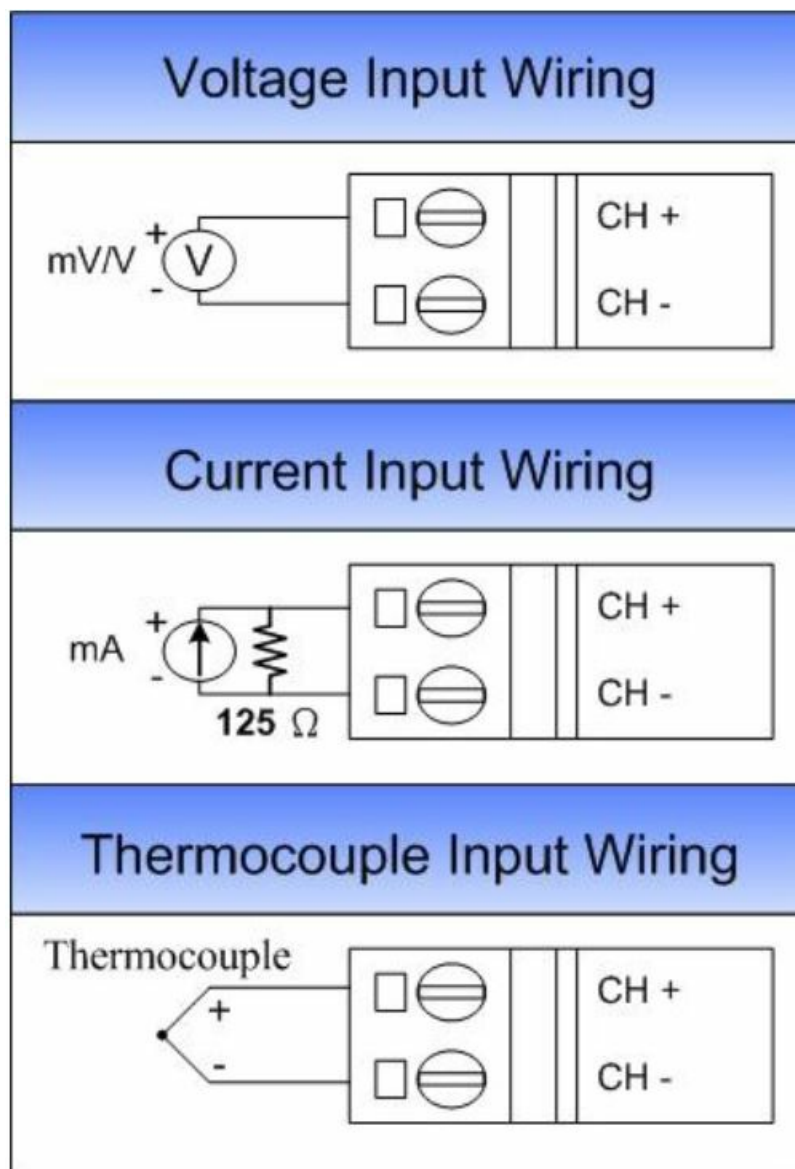 Voltage Input Wiring
+
mV/V
V
-
CH +
CH -
Current Input Wiring
+
mA
-
125 Ω
CH +
CH -
Thermocouple Input Wiring
Thermocouple
+
-
CH +
CH -